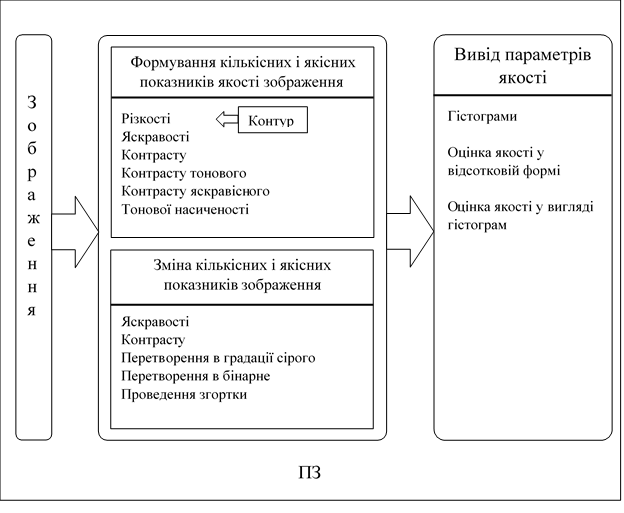 Зображення
Формування кількісних і якісних
показників якості зображення
Різкості
Контур
Яскравості
Контрасту
Контрасту тонового
Контрасту яскравісного
Тонової насиченості
Зміна кількісних і якісних
показників зображення
Яскравості
Контрасту
Перетворення в градації сірого
Перетворення в бінарне
Проведення згортки
Вивід параметрів
якості
Гістограми
Оцінка якості у
відсотковій формі
Оцінка якості у вигляді
гістограм
ПЗ